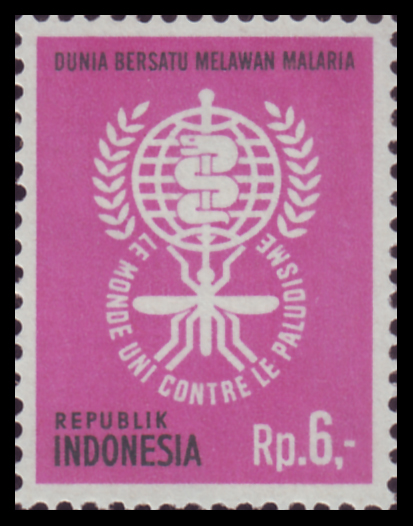 DUNIA BERSATU MELAWAN MALARIA
LE MONDE UNI CONTRE LE PALUDISME
REPUBLIK
INDONESIA
Rp.6,-